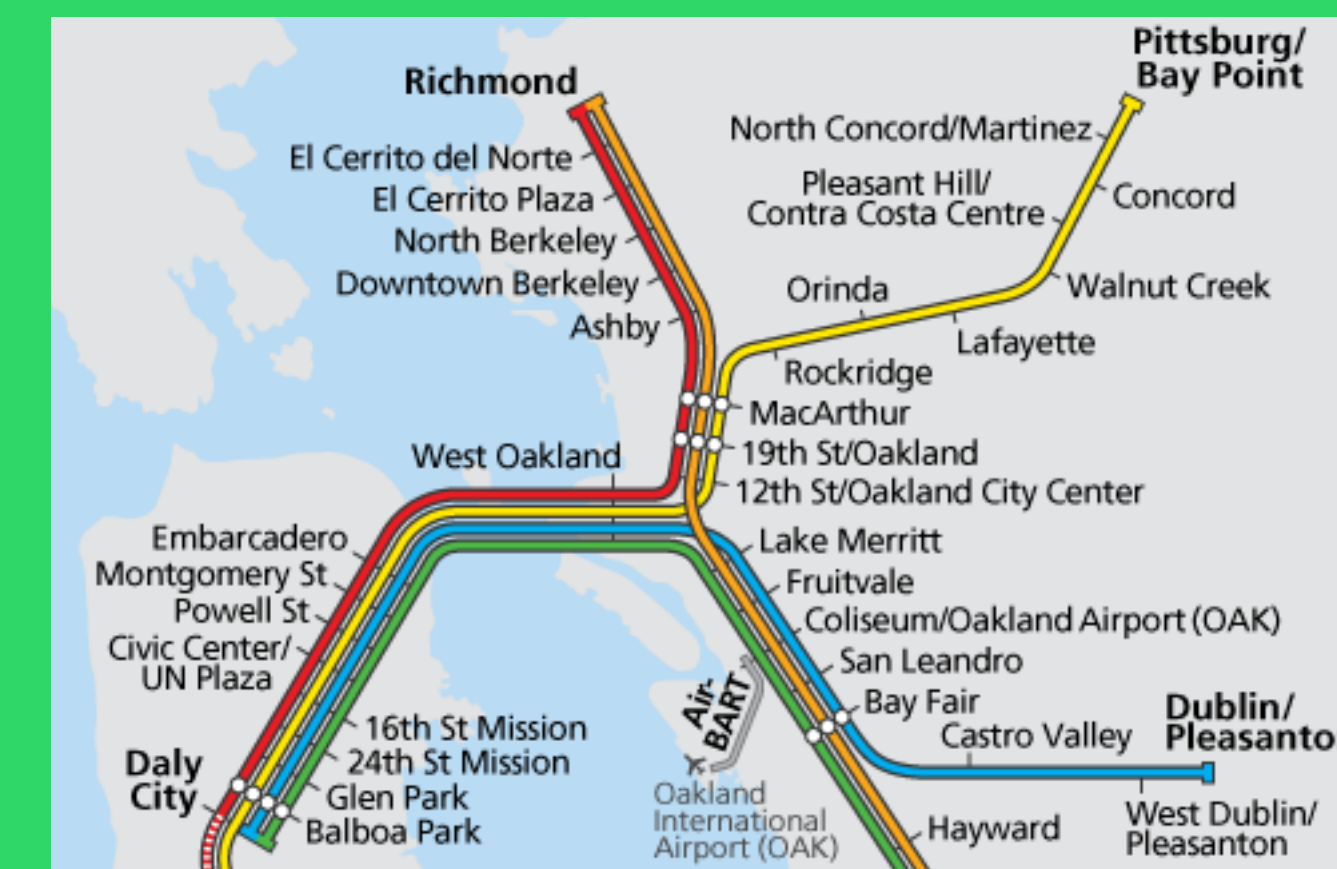 Pittsburg/
Bay Point
Richmond
North Concord/Martinez
El Cerrito del Norte
Pleasant Hill/
Contra Costa Centre
Concord
El Cerrito Plaza
North Berkeley
Downtown Berkeley
Orinda
Walnut Creek
Ashby
Lafayette
Rockridge
MacArthur
West Oakland
19th St/Oakland
12th St/Oakland City Center
Embarcadero
Lake Merritt
Montgomery St
Fruitvale
Powell St
Coliseum/Oakland Airport (OAK)
Civic Center/
UN Plaza
San Leandro
Air-
BART
Bay Fair
16th St Mission
Castro Valley
Dublin/
Pleasanto
24th St Mission
Daly
City
Glen Park
Oakland
International
Airport (OAK)
West Dublin/
Pleasanton
Balboa Park
Hayward